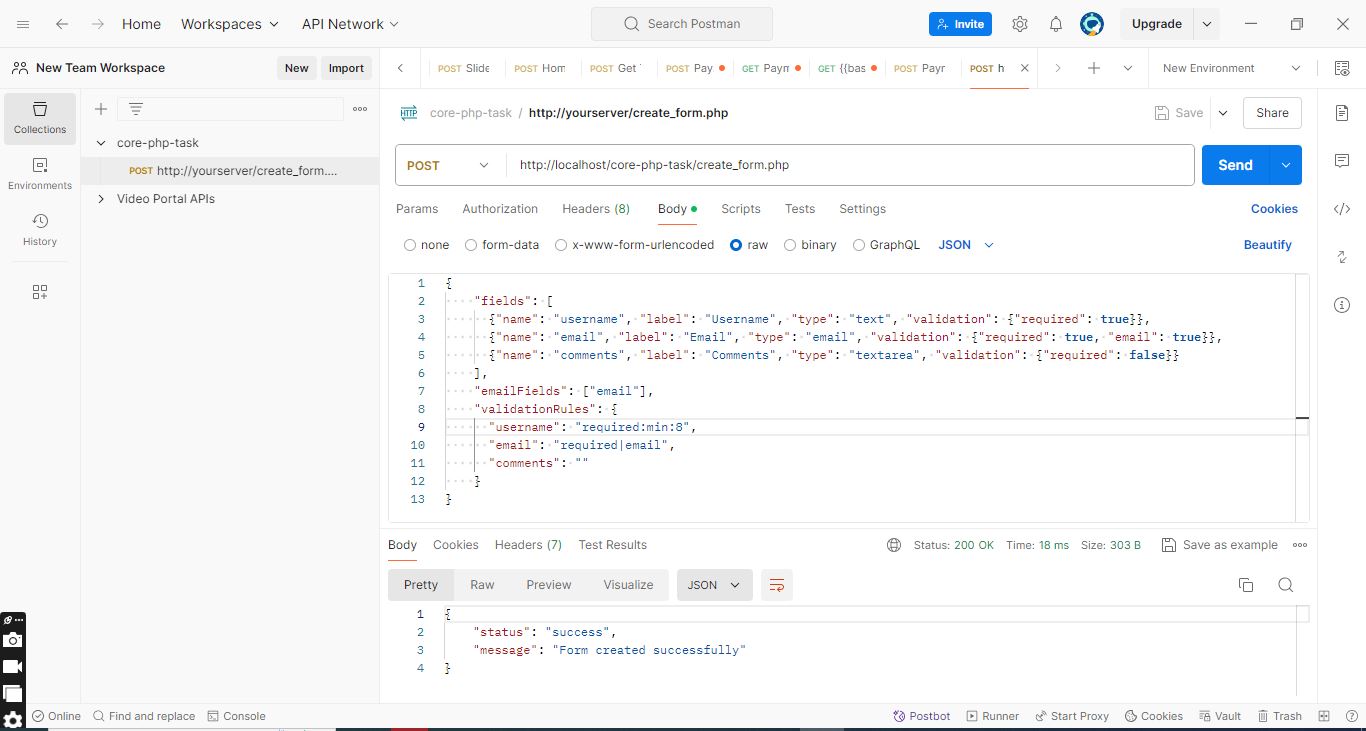 Home Workspaces API Network Search Postman Invite Upgrade
New Team Workspace New Import POST Slide POST Hom POST Get POST Pay GET Paym GET {{bas POST Payr POST h New Environment
Collections
Environments
History
core-php-task
POST http://yourserver/create_form....
Video Portal APIs
HTTP core-php-task / http://yourserver/create_form.php Save Share
POST http://localhost/core-php-task/create_form.php Send
Params Authorization Headers (8) Body Scripts Tests Settings Cookies
none form-data x-www-form-urlencoded raw binary GraphQL JSON Beautify
1 {
2 "fields": [
3 {"name": "username", "label": "Username", "type": "text", "validation": {"required": true}},
4 {"name": "email", "label": "Email", "type": "email", "validation": {"required": true, "email": true}},
5 {"name": "comments", "label": "Comments", "type": "textarea", "validation": {"required": false}}
6 ],
7 "emailFields": ["email"],
8 "validationRules": {
9 "username": "required:min:8",
10 "email": "required|email",
11 "comments": ""
12 }
13 }
Body Cookies Headers (7) Test Results Status: 200 OK Time: 18 ms Size: 303 B Save as example
Pretty Raw Preview Visualize JSON
1 {
2 "status": "success",
3 "message": "Form created successfully"
4 }
Online Find and replace Console Postbot Runner Start Proxy Cookies Vault Trash